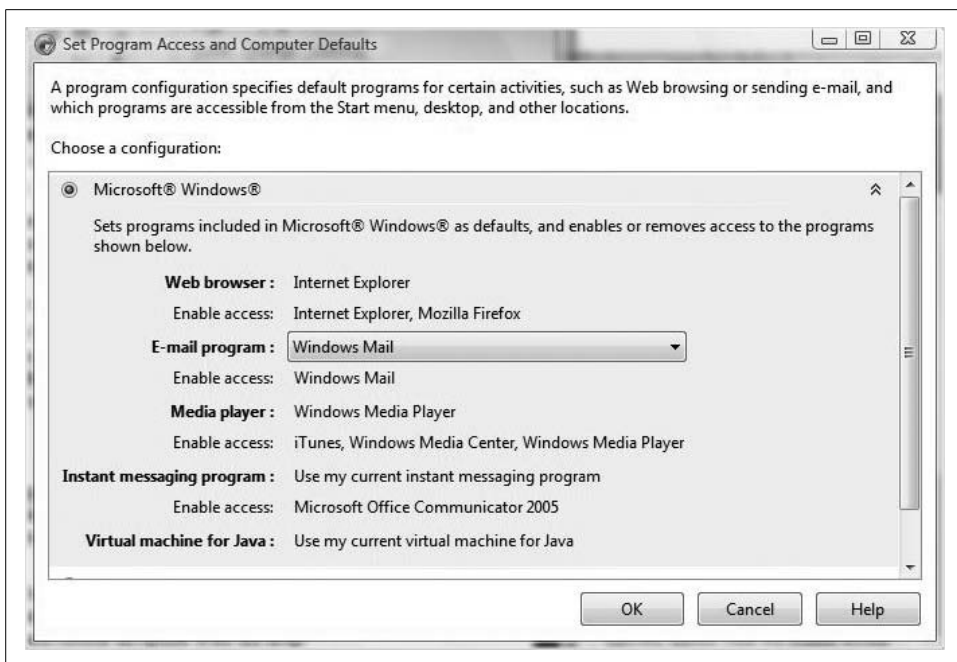 Set Program Access and Computer Defaults
A program configuration specifies default programs for certain activities, such as Web browsing or sending e-mail, and
which programs are accessible from the Start menu, desktop, and other locations.
Choose a configuration:
Microsoft® Windows®
Sets programs included in Microsoft® Windows® as defaults, and enables or removes access to the programs
shown below.
Web browser : Internet Explorer
Enable access: Internet Explorer, Mozilla Firefox
E-mail program : Windows Mail
Enable access: Windows Mail
Media player : Windows Media Player
Enable access: iTunes, Windows Media Center, Windows Media Player
Instant messaging program : Use my current instant messaging program
Enable access: Microsoft Office Communicator 2005
Virtual machine for Java : Use my current virtual machine for Java
OK Cancel Help